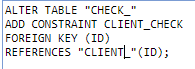 ALTER TABLE "CHECK_"
ADD CONSTRAINT CLIENT_CHECK
FOREIGN KEY (ID)
REFERENCES "CLIENT_"(ID);